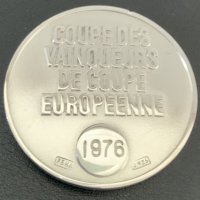 COUPE DES
VAINQUEURS
DE COUPE
EUROPEENNE
1976